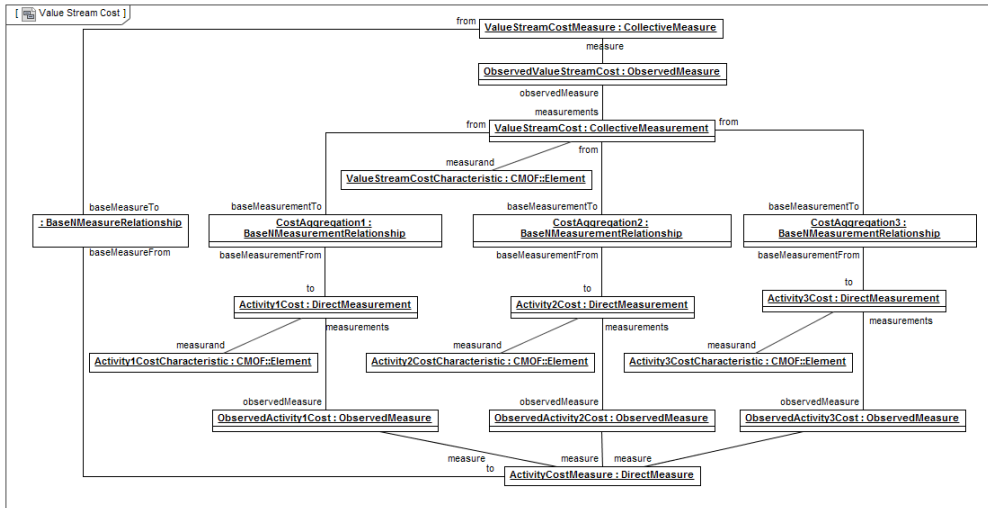 Value Stream Cost
from
ValueStreamCostMeasure : CollectiveMeasure
measure
ObservedValueStreamCost : ObservedMeasure
observedMeasure
measurements
from
ValueStreamCost : CollectiveMeasurement
from
from
measurand
ValueStreamCostCharacteristic : CMOF::Element
baseMeasureTo
baseMeasurementTo
baseMeasurementTo
baseMeasurementTo
: BaseNMeasureRelationship
CostAggregation1 :
BaseNMeasurementRelationship
CostAggregation2 :
BaseNMeasurementRelationship
CostAggregation3 :
BaseNMeasurementRelationship
baseMeasureFrom
baseMeasurementFrom
baseMeasurementFrom
baseMeasurementFrom
to
to
to
Activity1Cost : DirectMeasurement
Activity2Cost : DirectMeasurement
Activity3Cost : DirectMeasurement
measurements
measurements
measurements
measurand
measurand
measurand
Activity1CostCharacteristic : CMOF::Element
Activity2CostCharacteristic : CMOF::Element
Activity3CostCharacteristic : CMOF::Element
observedMeasure
observedMeasure
observedMeasure
ObservedActivity1Cost : ObservedMeasure
ObservedActivity2Cost : ObservedMeasure
ObservedActivity3Cost : ObservedMeasure
measure
measure
measure
to
ActivityCostMeasure : DirectMeasure